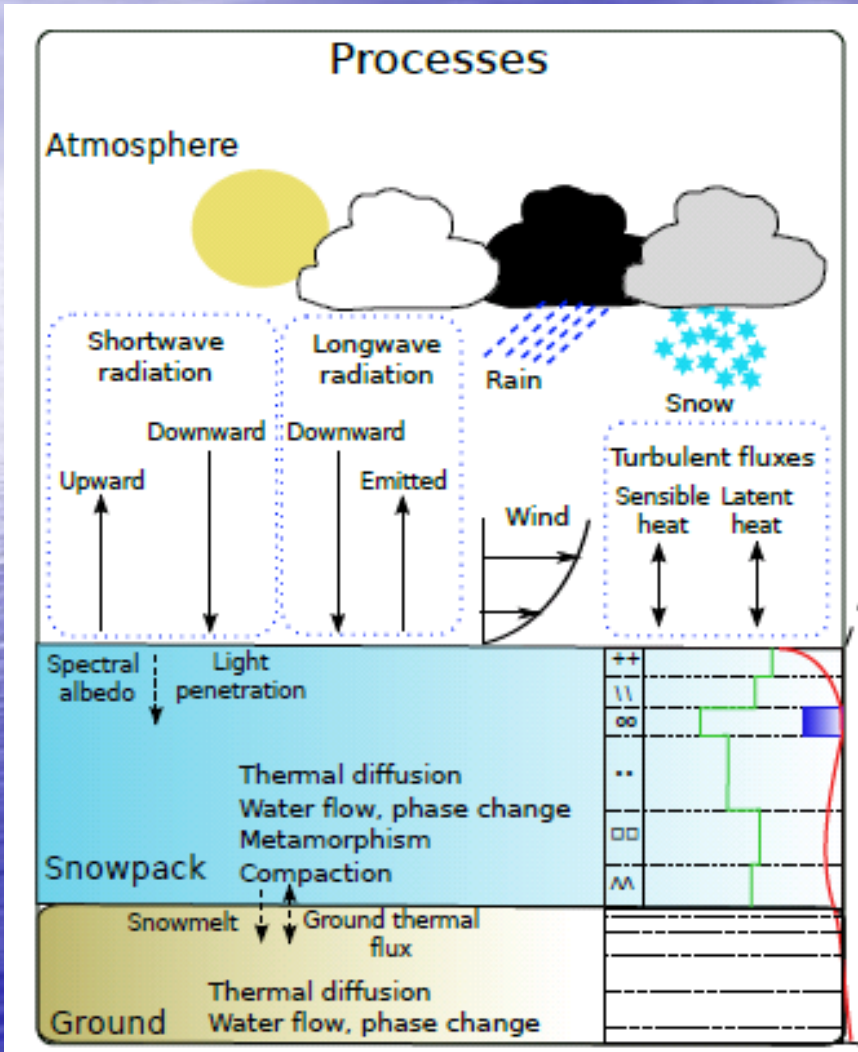 Processes
Atmosphere
Shortwave
radiation
Longwave
radiation
Rain
Snow
Downward
Downward
Upward
Emitted
Wind
Turbulent fluxes
Sensible
heat
Latent
heat
Spectral
albedo
Light
penetration
++
\\
∞
••
□□
ʌʌ
Thermal diffusion
Water flow, phase change
Metamorphism
Compaction
Snowpack
Snowmelt
Ground thermal
flux
Thermal diffusion
Water flow, phase change
Ground